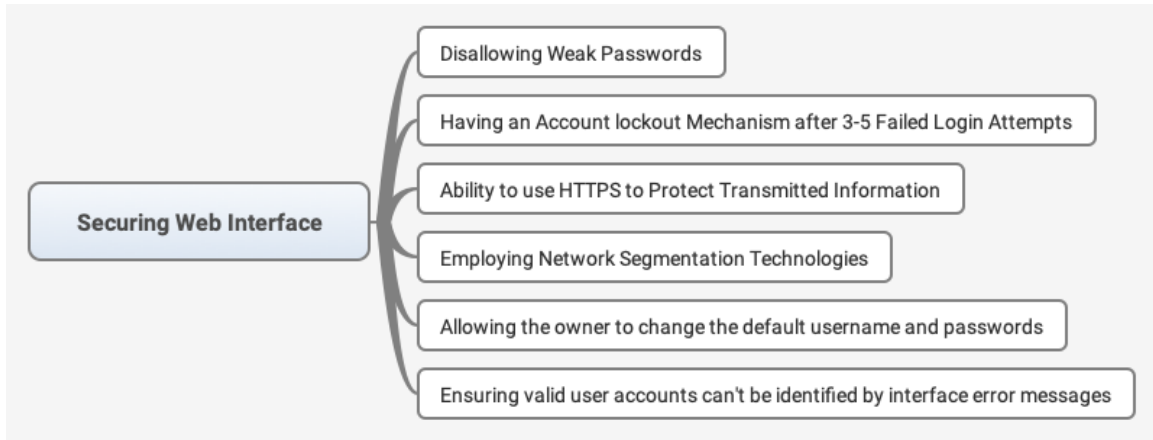 Securing Web Interface
Disallowing Weak Passwords
Having an Account lockout Mechanism after 3-5 Failed Login Attempts
Ability to use HTTPS to Protect Transmitted Information
Employing Network Segmentation Technologies
Allowing the owner to change the default username and passwords
Ensuring valid user accounts can't be identified by interface error messages